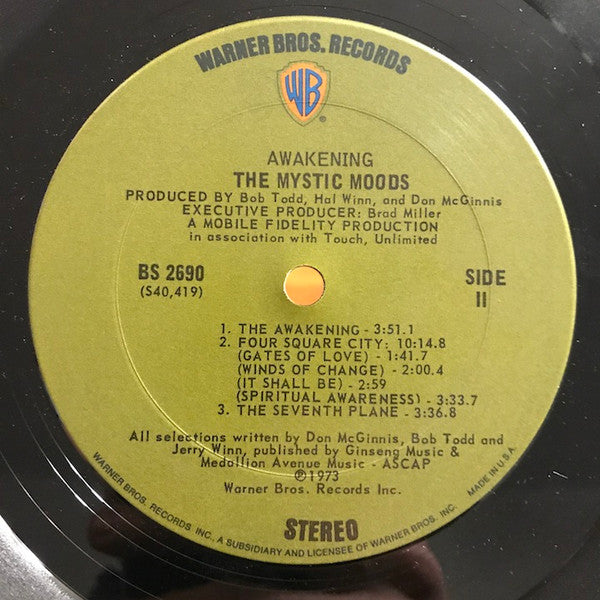 WARNER BROS. RECORDS
WB
®
AWAKENING
THE MYSTIC MOODS
PRODUCED BY Bob Todd, Hal Winn, and Don McGinnis
EXECUTIVE PRODUCER: Brad Miller
A MOBILE FIDELITY PRODUCTION
in association with Touch, Unlimited
BS 2690
(S40,419)
SIDE
II
1. THE AWAKENING - 3:51.1
2. FOUR SQUARE CITY: 10:14.8
(GATES OF LOVE) - 1:41.7
(WINDS OF CHANGE) - 2:00.4
(IT SHALL BE) - 2:59
(SPIRITUAL AWARENESS) - 3:33.7
3. THE SEVENTH PLANE - 3:36.8
All selections written by Don McGinnis, Bob Todd and
Jerry Winn, published by Ginseng Music &
Medallion Avenue Music - ASCAP
℗1973
Warner Bros. Records Inc.
STEREO
WARNER BROS. RECORDS INC., A SUBSIDIARY AND LICENSEE OF WARNER BROS. INC.
MADE IN U.S.A.